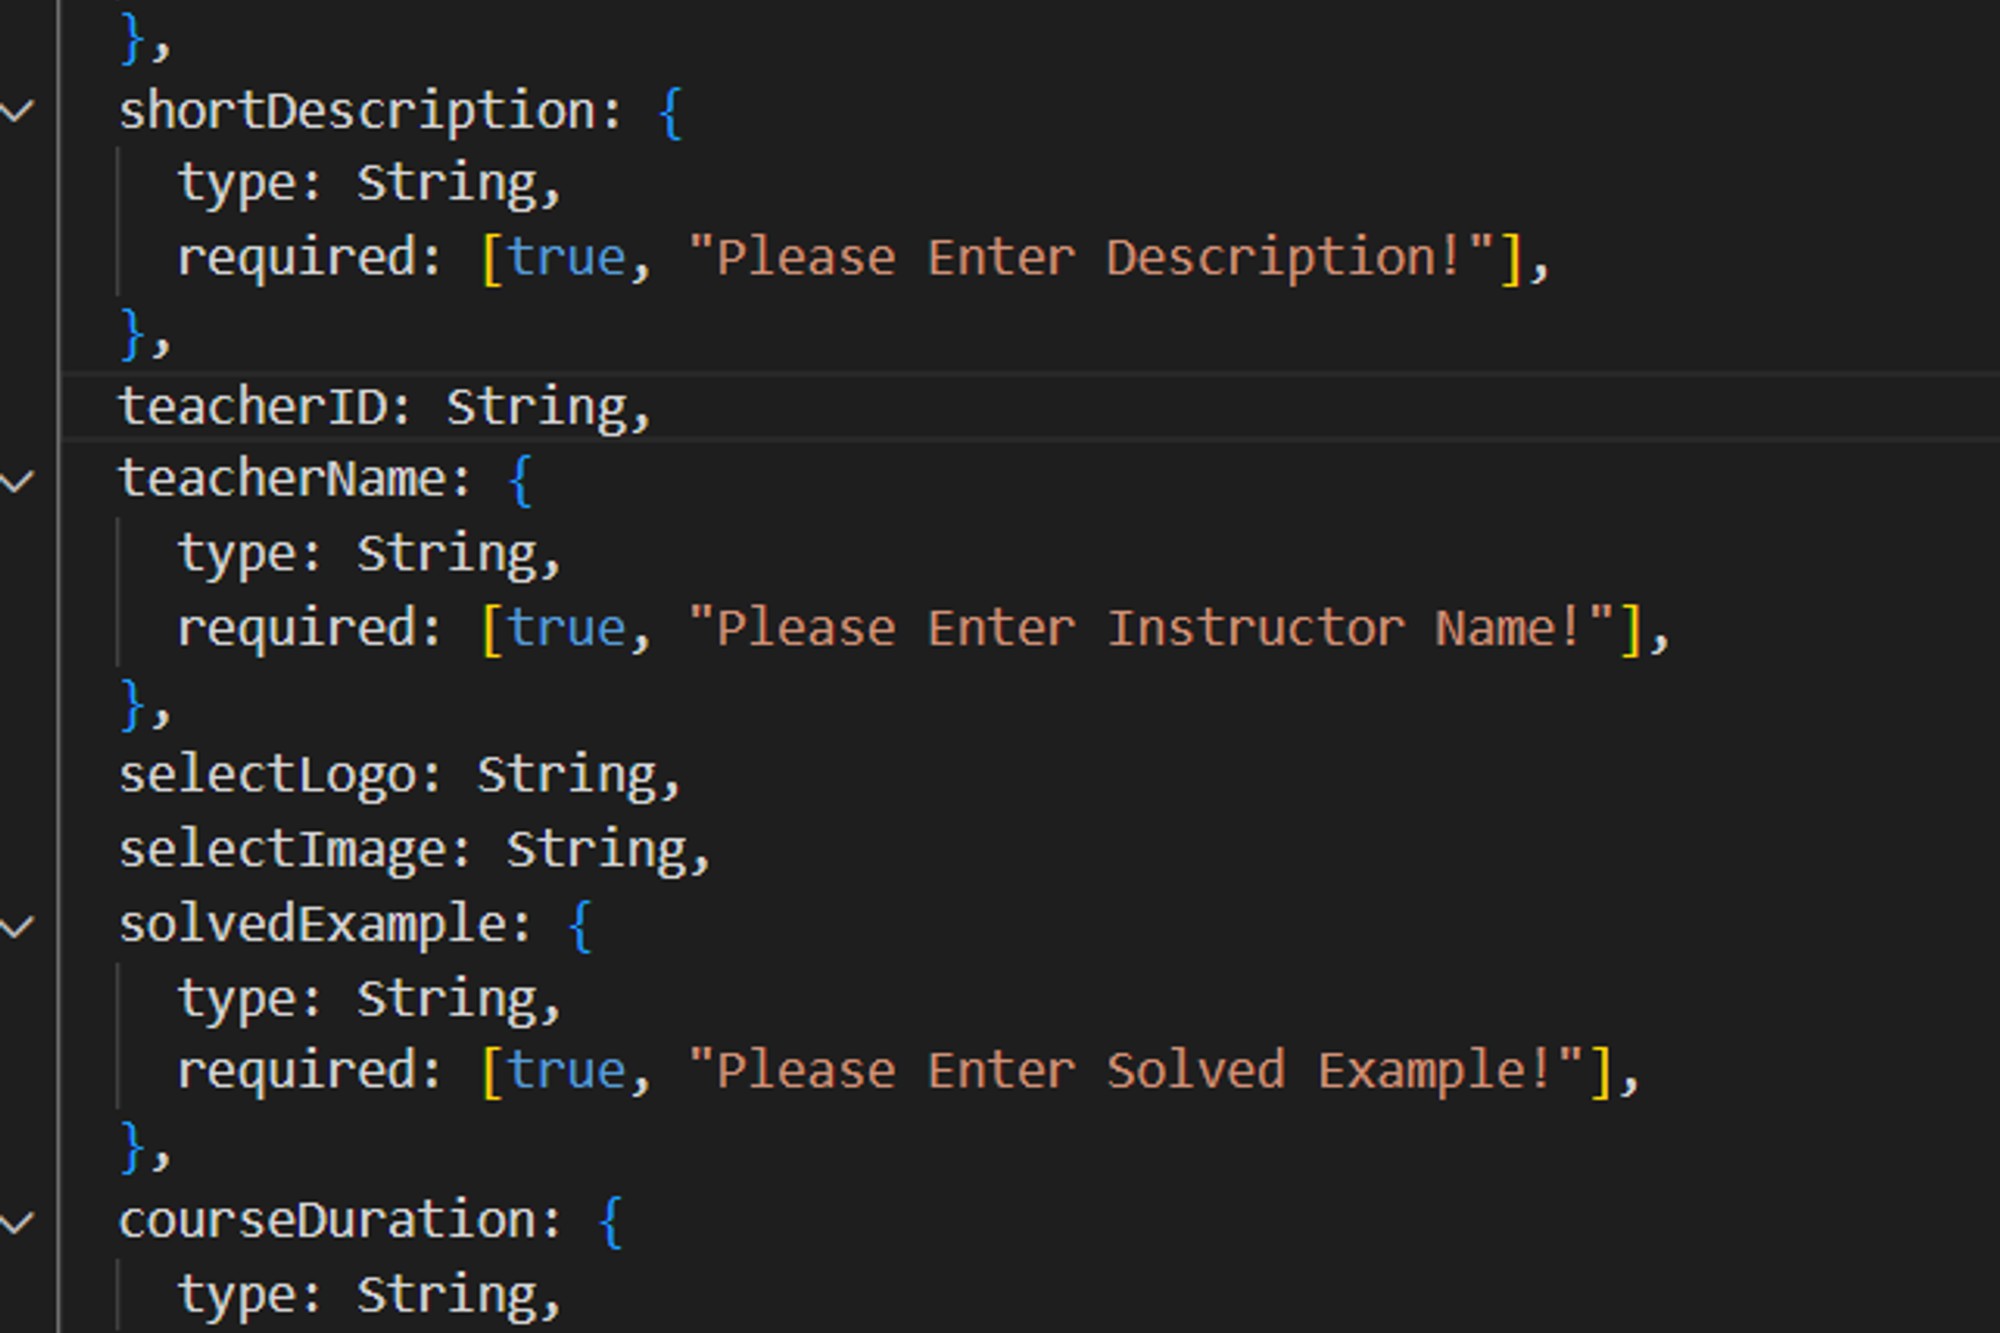 },
shortDescription: {
type: String,
required: [true, "Please Enter Description!"],
},
teacherID: String,
teacherName: {
type: String,
required: [true, "Please Enter Instructor Name!"],
},
selectLogo: String,
selectImage: String,
solvedExample: {
type: String,
required: [true, "Please Enter Solved Example!"],
},
courseDuration: {
type: String,